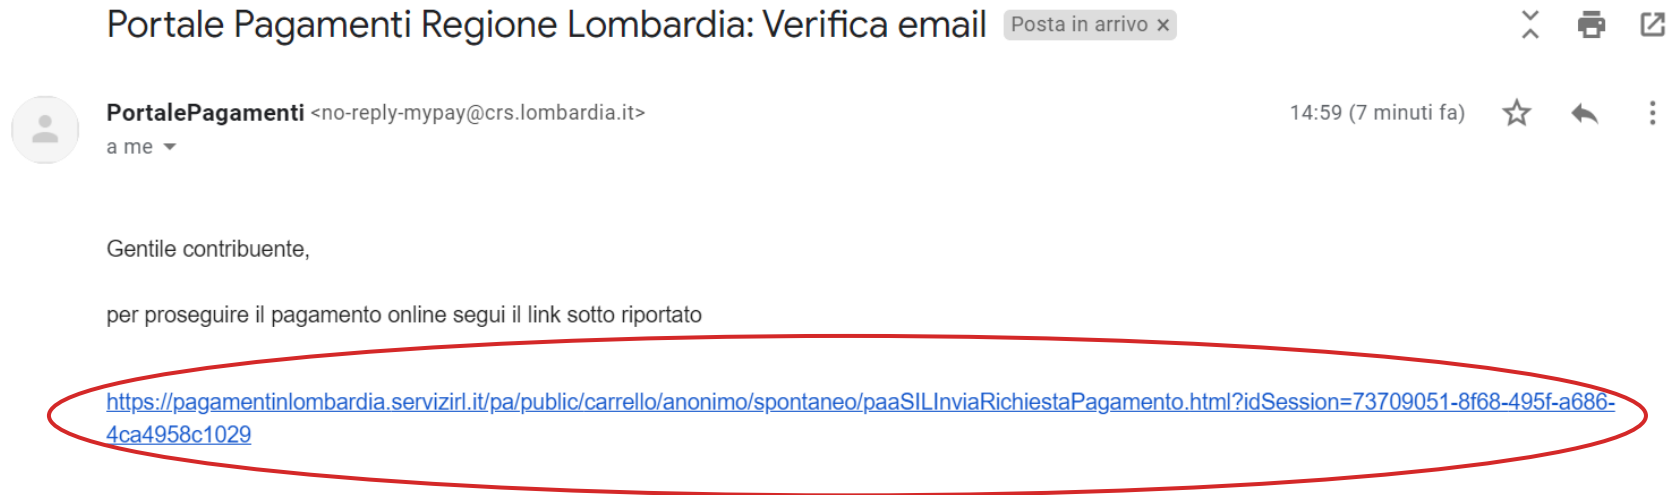 Portale Pagamenti Regione Lombardia: Verifica email Posta in arrivo x
PortalePagamenti <no-reply-mypay@crs.lombardia.it> 14:59 (7 minuti fa)
a me
Gentile contribuente,
per proseguire il pagamento online segui il link sotto riportato
https://pagamentinlombardia.servizirl.it/pa/public/carrello/anonimo/spontaneo/paaSILInviaRichiestaPagamento.html?idSession=73709051-8f68-495f-a686-
4ca4958c1029